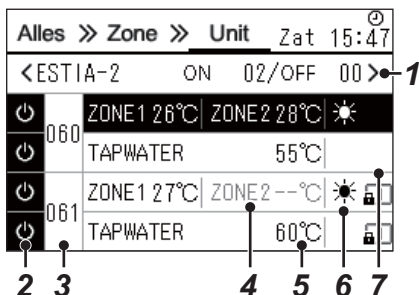 Alles >> Zone >> Unit Zat 15:47
<ESTIA-2 ON 02/OFF 00> 1
060 ZONE1 26℃ ZONE2 28℃
TAPWATER 55℃
061 ZONE1 27℃ ZONE2 --℃
TAPWATER 60℃
2 3 4 5 6 7